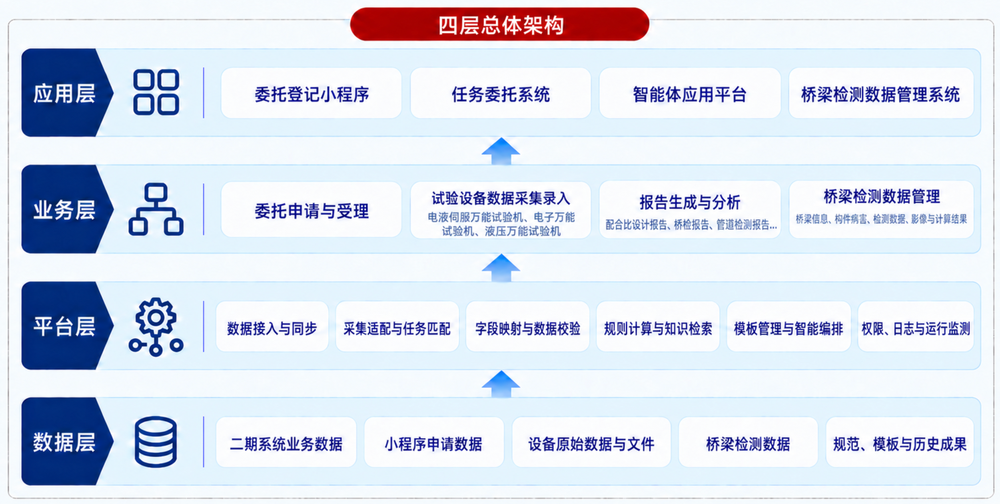 四层总体架构
应用层
委托登记小程序
任务委托系统
智能体应用平台
桥梁检测数据管理系统
业务层
委托申请与受理
试验设备数据采集录入
电液伺服万能试验机、电子万能
试验机、液压万能试验机
报告生成与分析
配合比设计报告、桥检报告、管道检测报告...
桥梁检测数据管理
桥梁信息、构件病害、检测数据、影像与计算结果
平台层
数据接入与同步
采集适配与任务匹配
字段映射与数据校验
规则计算与知识检索
模板管理与智能编排
权限、日志与运行监测
数据层
二期系统业务数据
小程序申请数据
设备原始数据与文件
桥梁检测数据
规范、模板与历史成果